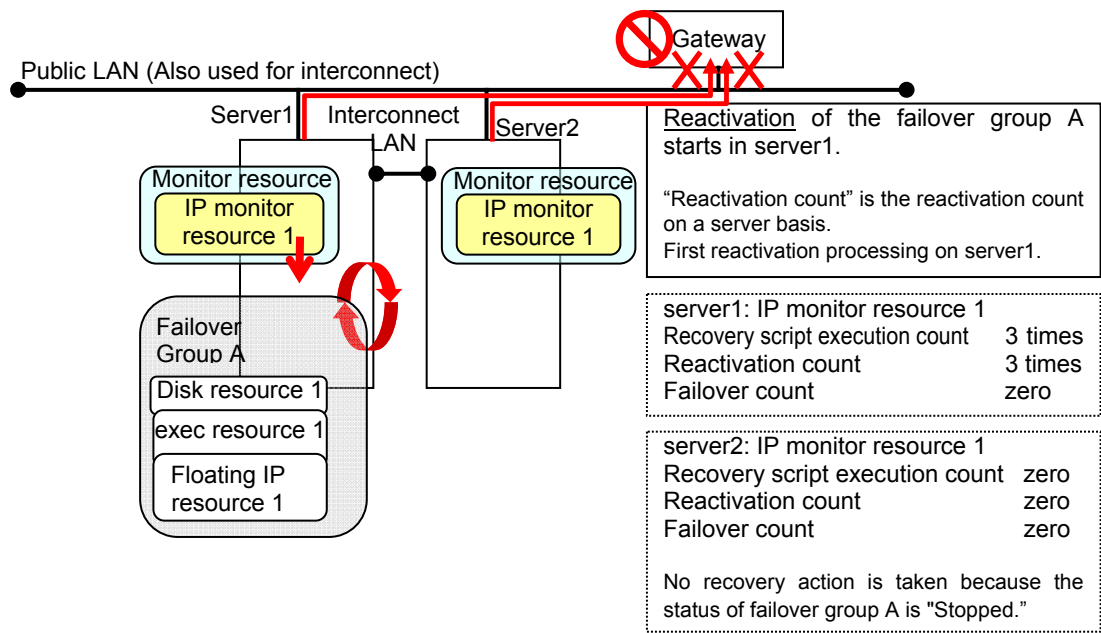 Gateway
Public LAN (Also used for interconnect)
Server1
Interconnect
LAN
Server2
Monitor resource
IP monitor
resource 1
Monitor resource
IP monitor
resource 1
Failover
Group A
Disk resource 1
exec resource 1
Floating IP
resource 1
Reactivation of the failover group A
starts in server1.
“Reactivation count” is the reactivation count
on a server basis.
First reactivation processing on server1.
server1: IP monitor resource 1
Recovery script execution count 3 times
Reactivation count 3 times
Failover count zero
server2: IP monitor resource 1
Recovery script execution count zero
Reactivation count zero
Failover count zero
No recovery action is taken because the
status of failover group A is "Stopped.”